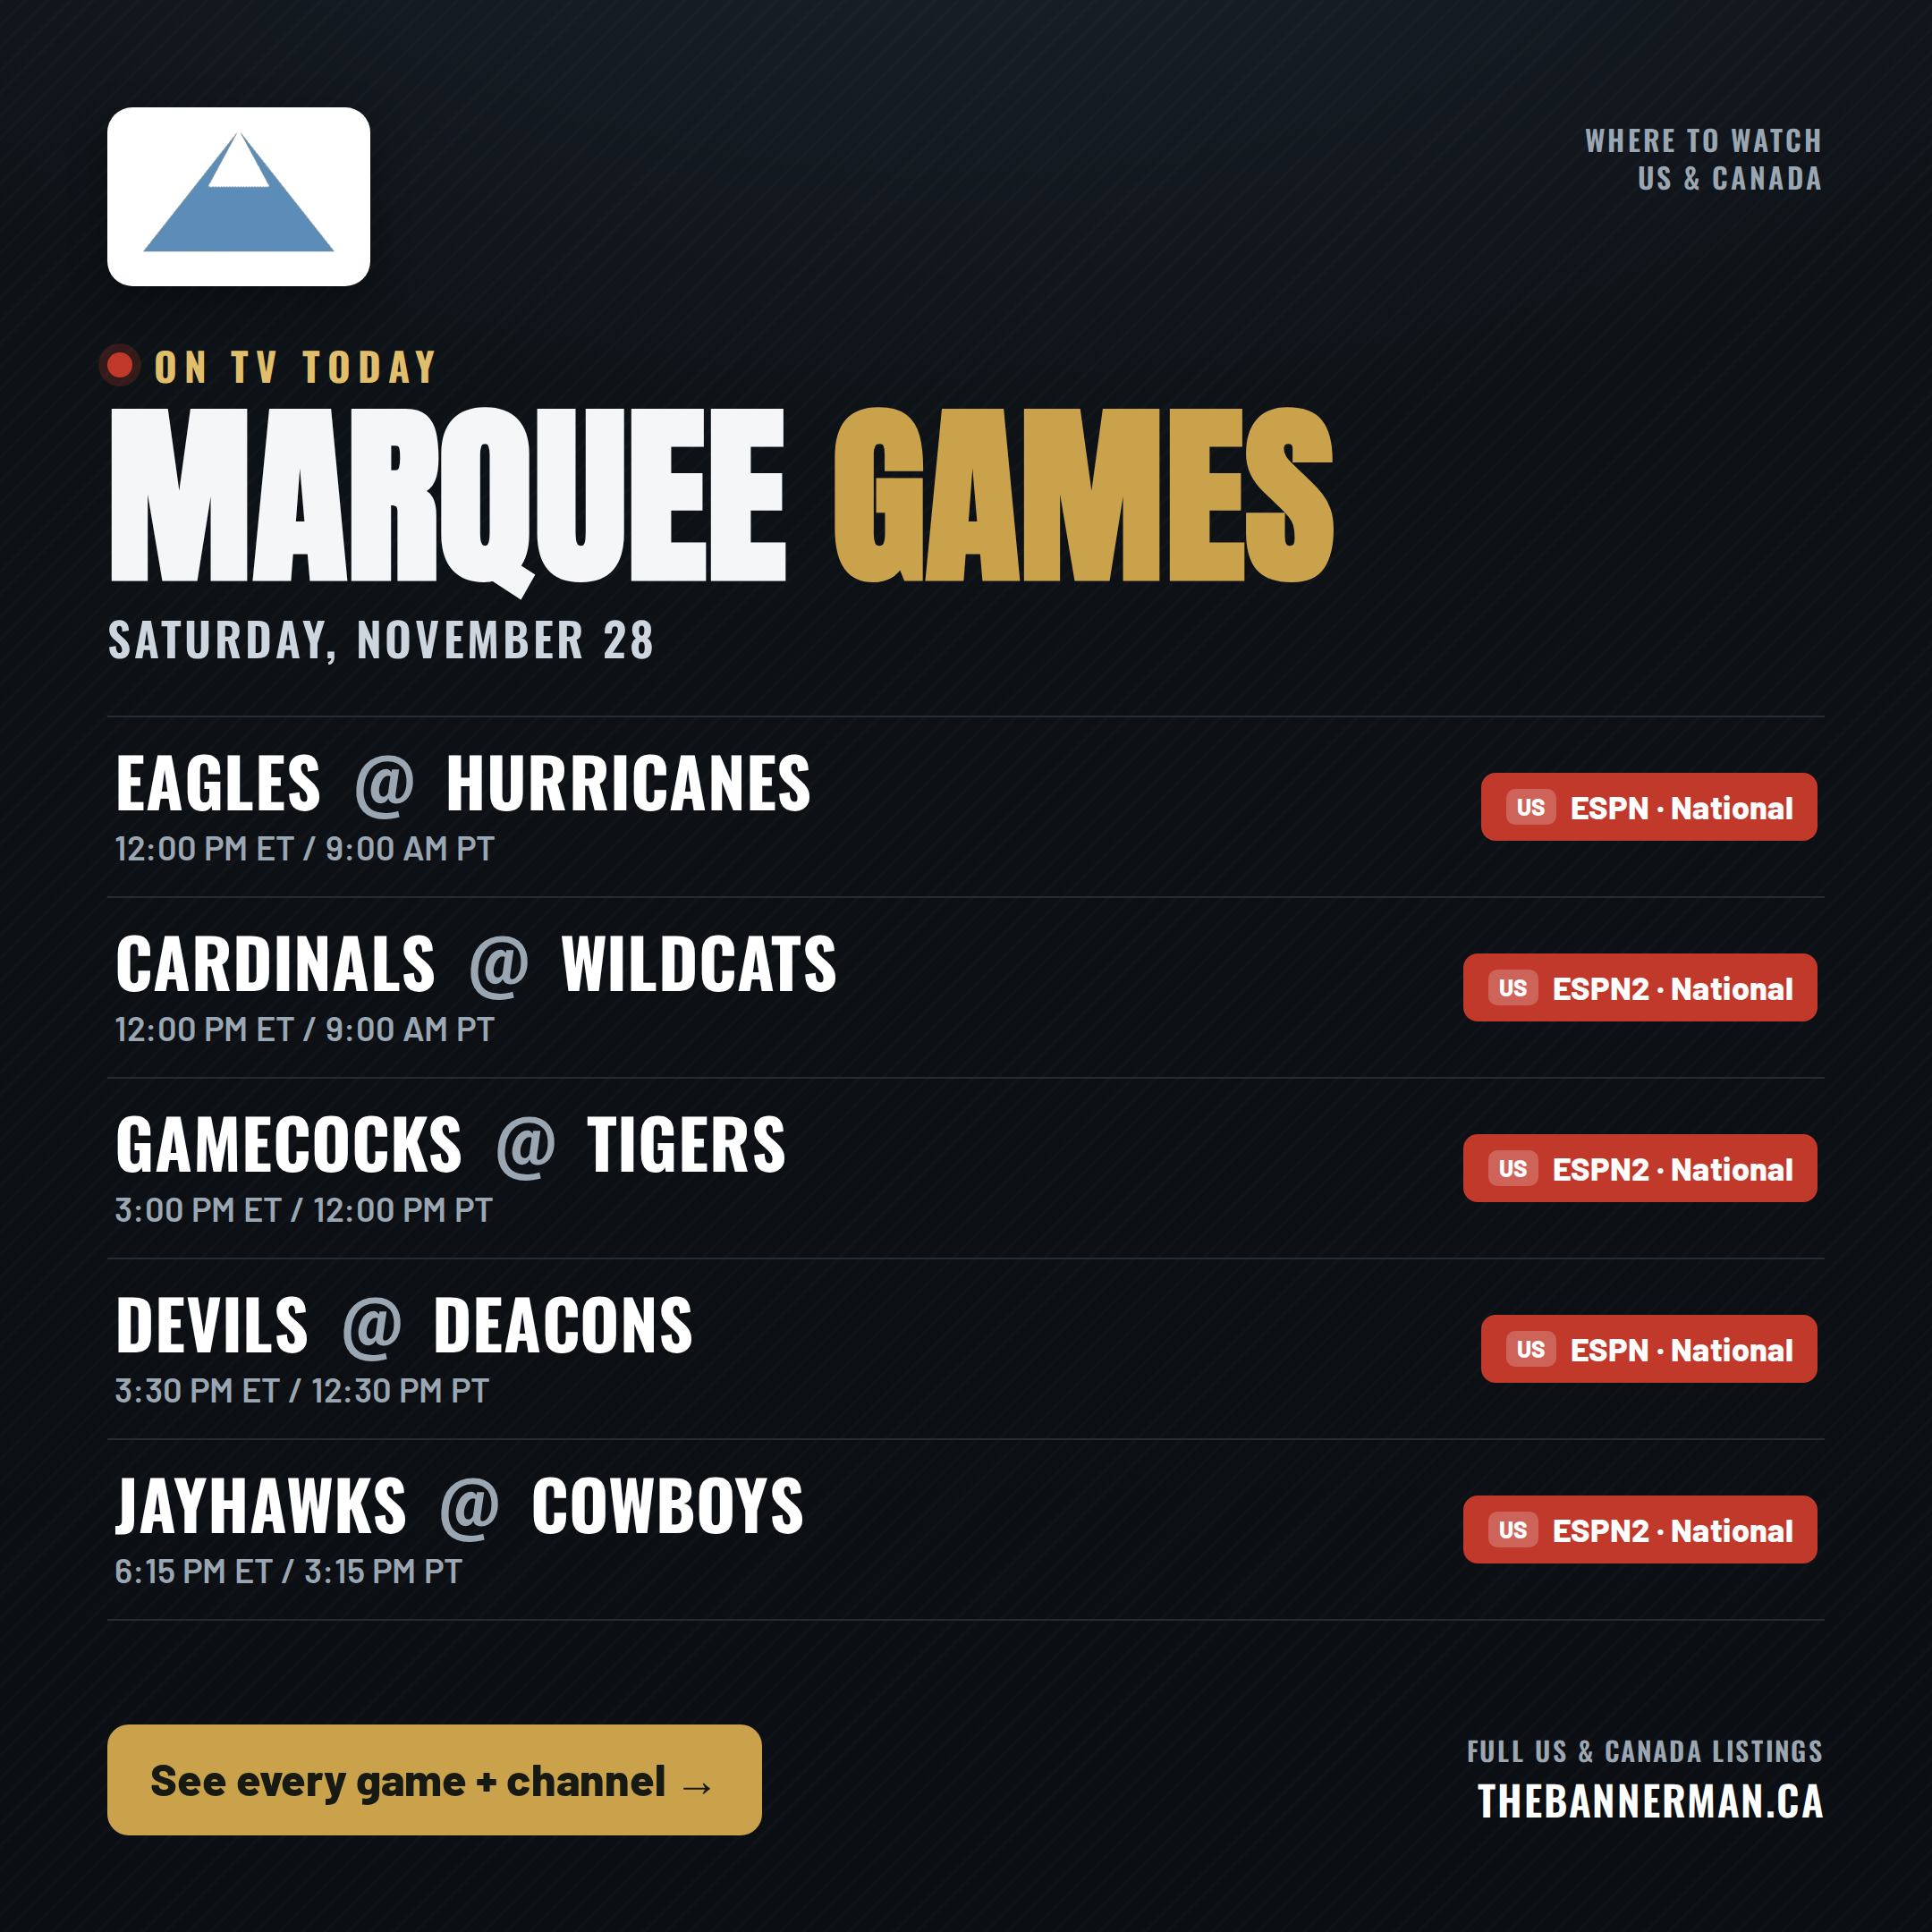 WHERE TO WATCH
US & CANADA
ON TV TODAY
MARQUEE GAMES
SATURDAY, NOVEMBER 28
EAGLES @ HURRICANES
12:00 PM ET / 9:00 AM PT
US ESPN · National
CARDINALS @ WILDCATS
12:00 PM ET / 9:00 AM PT
US ESPN2 · National
GAMECOCKS @ TIGERS
3:00 PM ET / 12:00 PM PT
US ESPN2 · National
DEVILS @ DEACONS
3:30 PM ET / 12:30 PM PT
US ESPN · National
JAYHAWKS @ COWBOYS
6:15 PM ET / 3:15 PM PT
US ESPN2 · National
See every game + channel →
FULL US & CANADA LISTINGS
THEBANNERMAN.CA